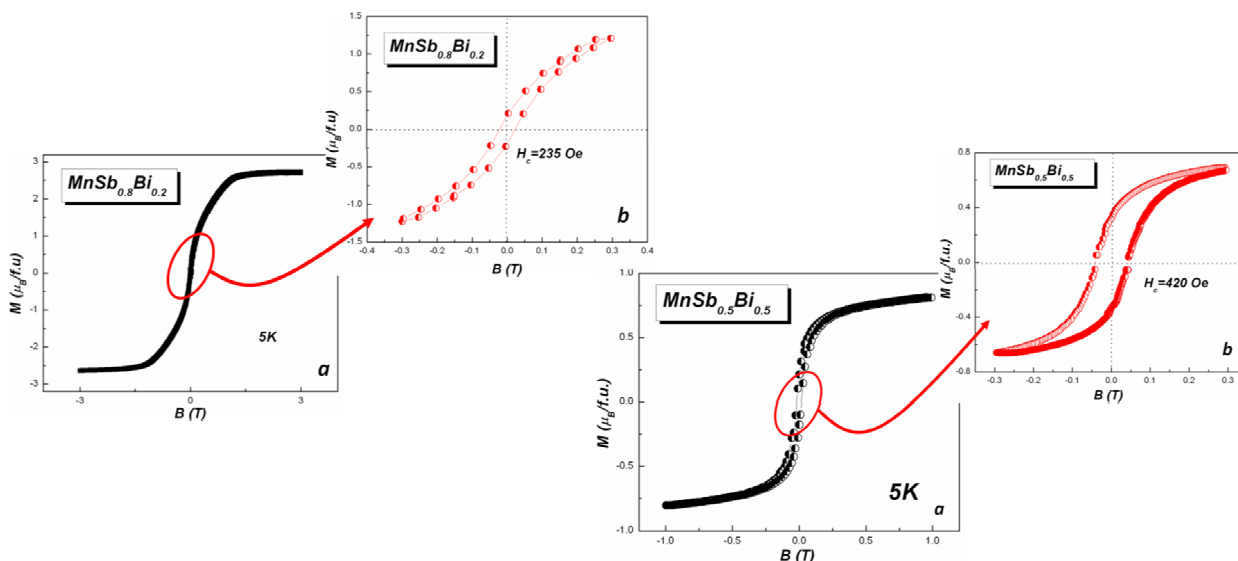 MnSb0.8Bi0.2
M (μB/f.u)
3
2
1
0
-1
-2
-3
-3
0
3
B (T)
5K
a
MnSb0.8Bi0.2
M (μB/f.u)
1.5
1.0
0.5
0.0
-0.5
-1.0
-1.5
-0.4
-0.3
-0.2
-0.1
0.0
0.1
0.2
0.3
0.4
B (T)
Hc=235 Oe
b
MnSb0.5Bi0.5
M (μB/f.u.)
1.0
0.5
0.0
-0.5
-1.0
-1.0
-0.5
0.0
0.5
1.0
B (T)
5K
a
MnSb0.5Bi0.5
M (μB/f.u.)
0.8
0.4
0.0
-0.4
-0.8
-0.3
-0.1
0.0
0.1
0.3
B (T)
Hc=420 Oe
b